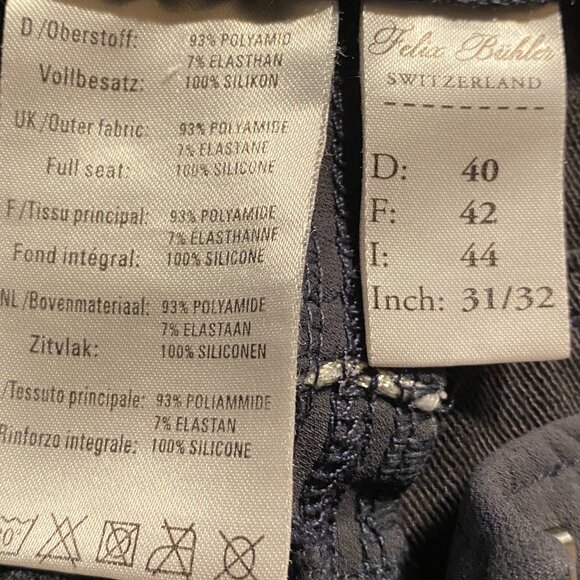 D /Oberstoff: 93% POLYAMID
7% ELASTHAN
Vollbesatz: 100% SILIKON
UK /Outer fabric: 93% POLYAMIDE
7% ELASTANE
Full seat: 100% SILICONE
F /Tissu principal: 93% POLYAMIDE
7% ELASTHANNE
Fond intégral: 100% SILICONE
NL /Bovenmateriaal: 93% POLYAMIDE
7% ELASTAAN
Zitvlak: 100% SILICONEN
/Tessuto principale: 93% POLIAMMIDE
7% ELASTAN
Rinforzo integrale: 100% SILICONE
Felix Bühler
SWITZERLAND
D: 40
F: 42
I: 44
Inch: 31/32